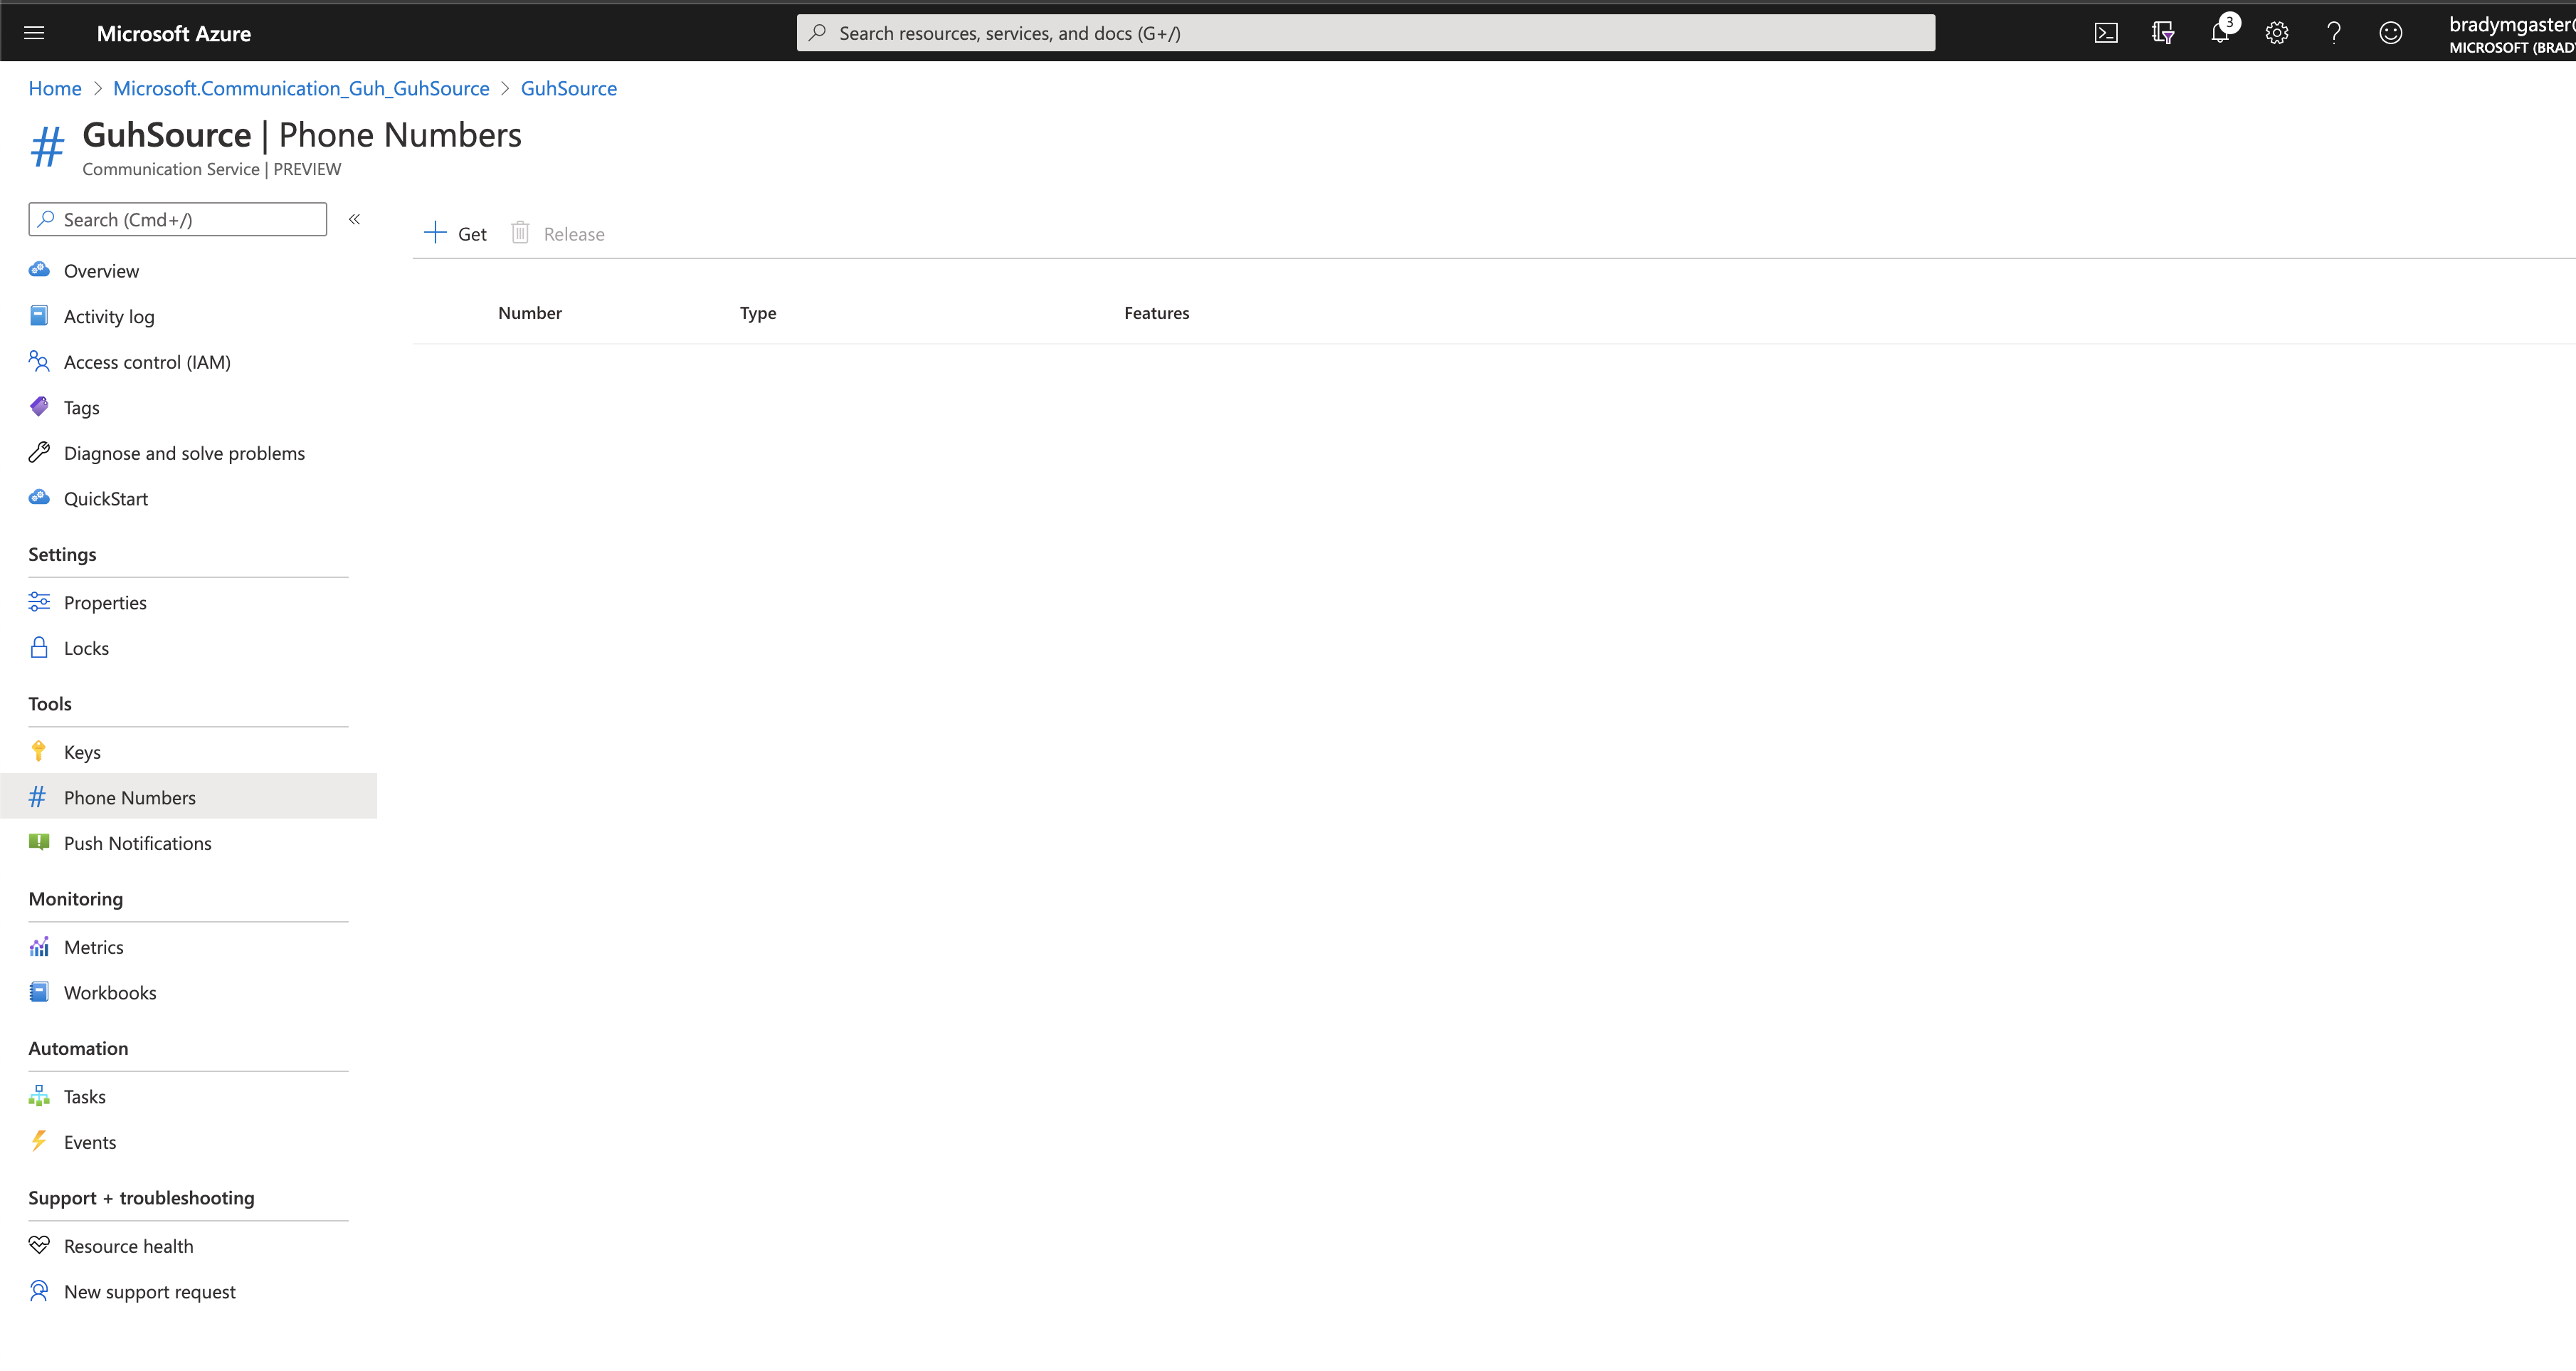 Microsoft Azure
Search resources, services, and docs (G+/)
3
bradymgaster
MICROSOFT (BRAD
Home > Microsoft.Communication_Guh_GuhSource > GuhSource
# GuhSource | Phone Numbers
Communication Service | PREVIEW
Search (Cmd+/)
«
+ Get
Release
Number Type Features
Overview
Activity log
Access control (IAM)
Tags
Diagnose and solve problems
QuickStart
Settings
Properties
Locks
Tools
Keys
# Phone Numbers
Push Notifications
Monitoring
Metrics
Workbooks
Automation
Tasks
Events
Support + troubleshooting
Resource health
New support request